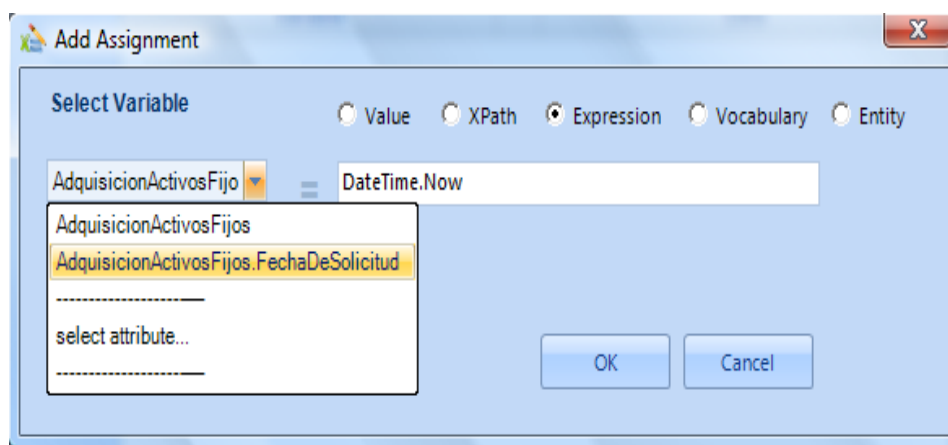 Add Assignment
X
Select Variable
Value XPath Expression Vocabulary Entity
AdquisicionActivosFijo = DateTime.Now
AdquisicionActivosFijos
AdquisicionActivosFijos.FechaDeSolicitud
----------------------
select attribute...
----------------------
OK Cancel